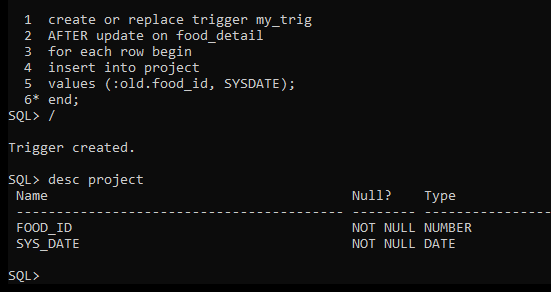 1 create or replace trigger my_trig
2 AFTER update on food_detail
3 for each row begin
4 insert into project
5 values (:old.food_id, SYSDATE);
6* end;
SQL> /
Trigger created.
SQL> desc project
Name Null? Type
----------------------------------------- -------- ----------------
FOOD_ID NOT NULL NUMBER
SYS_DATE NOT NULL DATE
SQL>